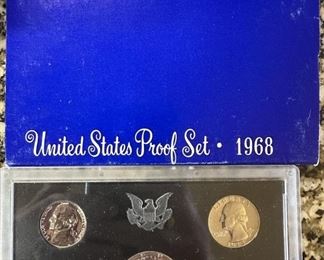 United States Proof Set · 1968